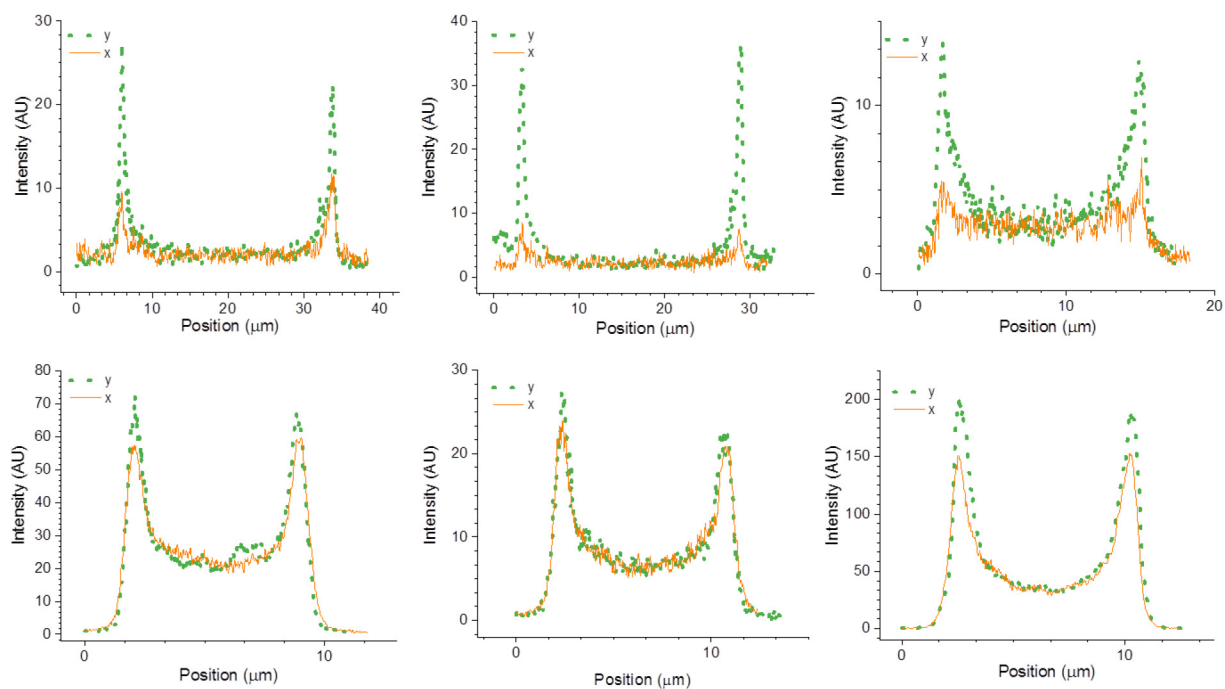 30
20
10
0
Intensity (AU)
y
x
0 10 20 30 40
Position (μm)
40
30
20
10
0
Intensity (AU)
y
x
0 10 20 30
Position (μm)
10
0
Intensity (AU)
y
x
0 10 20
Position (μm)
80
70
60
50
40
30
20
10
0
Intensity (AU)
y
x
0 10
Position (μm)
30
20
10
0
Intensity (AU)
y
x
0 10
Position (μm)
200
150
100
50
0
Intensity (AU)
y
x
0 10
Position (μm)